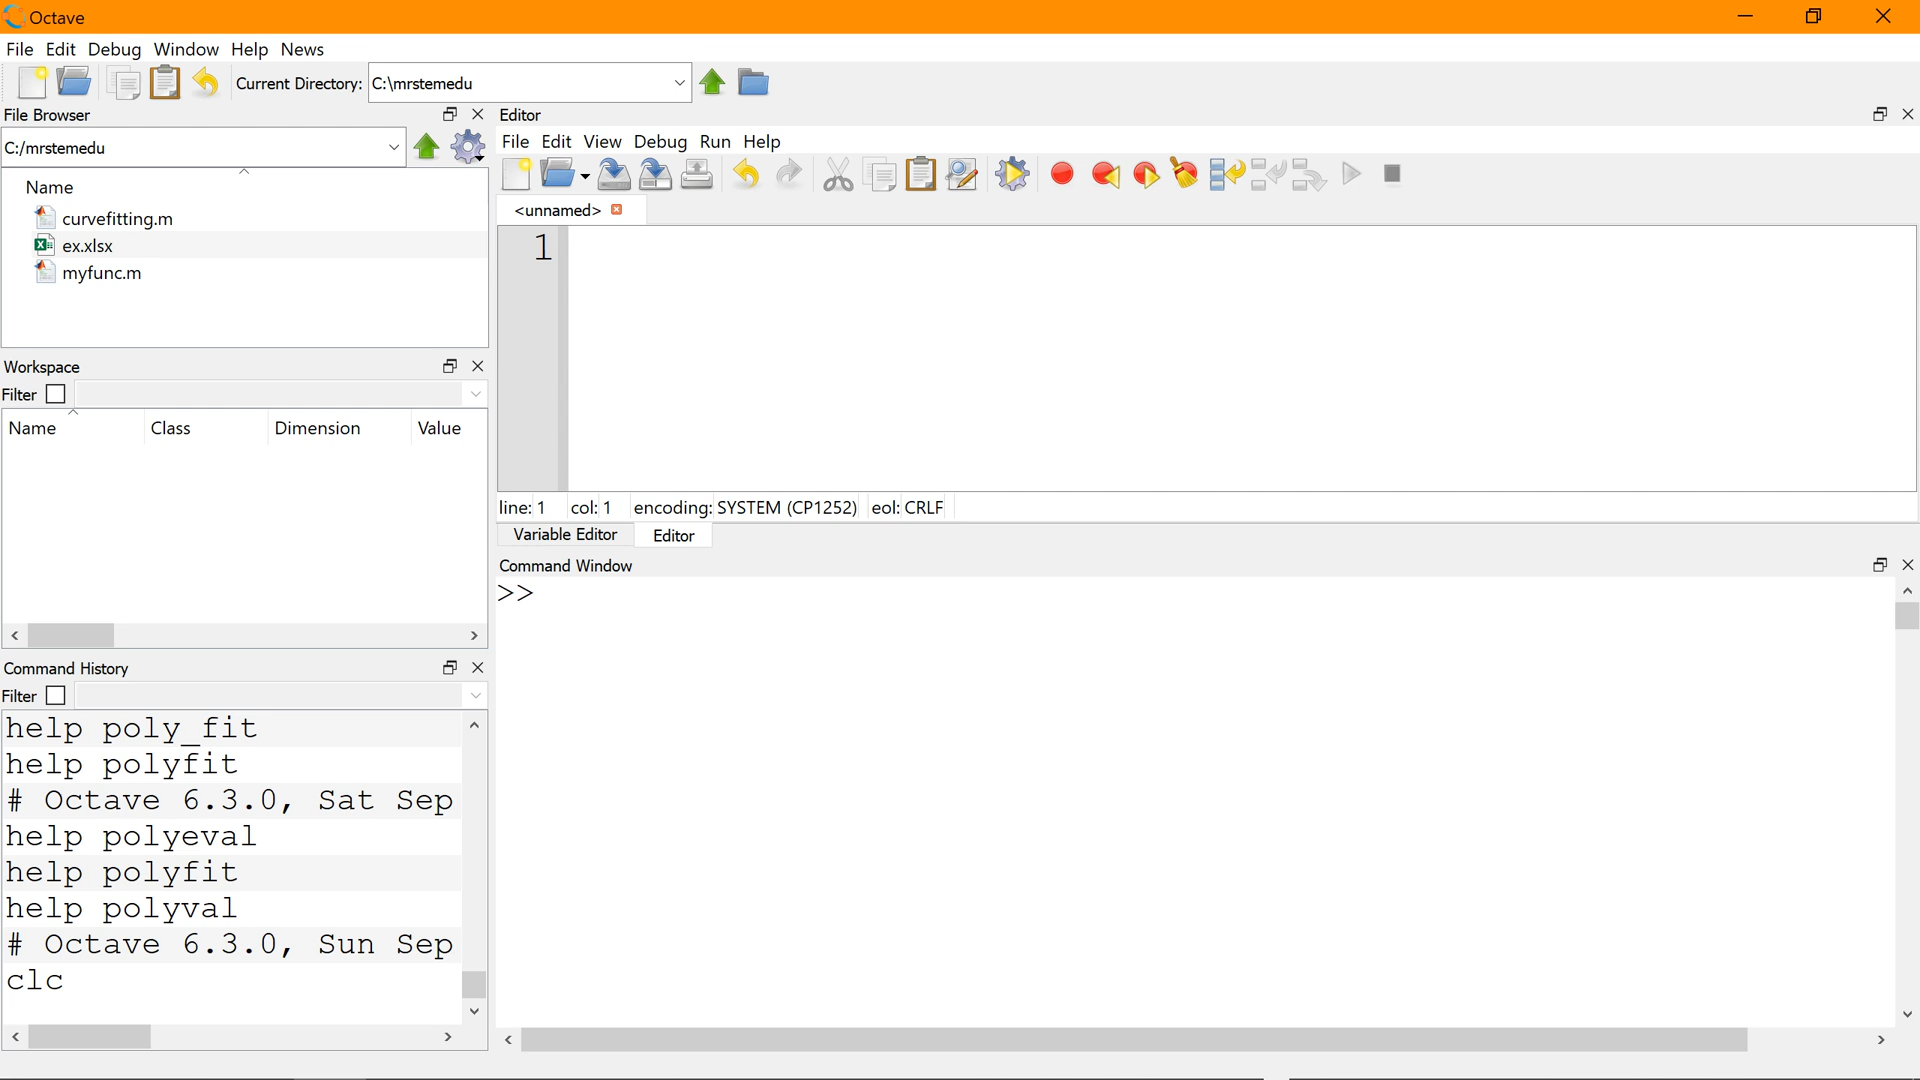 Octave
File Edit Debug Window Help News
Current Directory: C:\mrstemedu
File Browser
C:/mrstemedu
Name
curvefitting.m
ex.xlsx
myfunc.m
Workspace
Filter
Name Class Dimension Value
Command History
Filter
help poly_fit
help polyfit
# Octave 6.3.0, Sat Sep
help polyeval
help polyfit
help polyval
# Octave 6.3.0, Sun Sep
clc
Editor
File Edit View Debug Run Help
<unnamed>
1
line: 1 col: 1 encoding: SYSTEM (CP1252) eol: CRLF
Variable Editor Editor
Command Window
>>